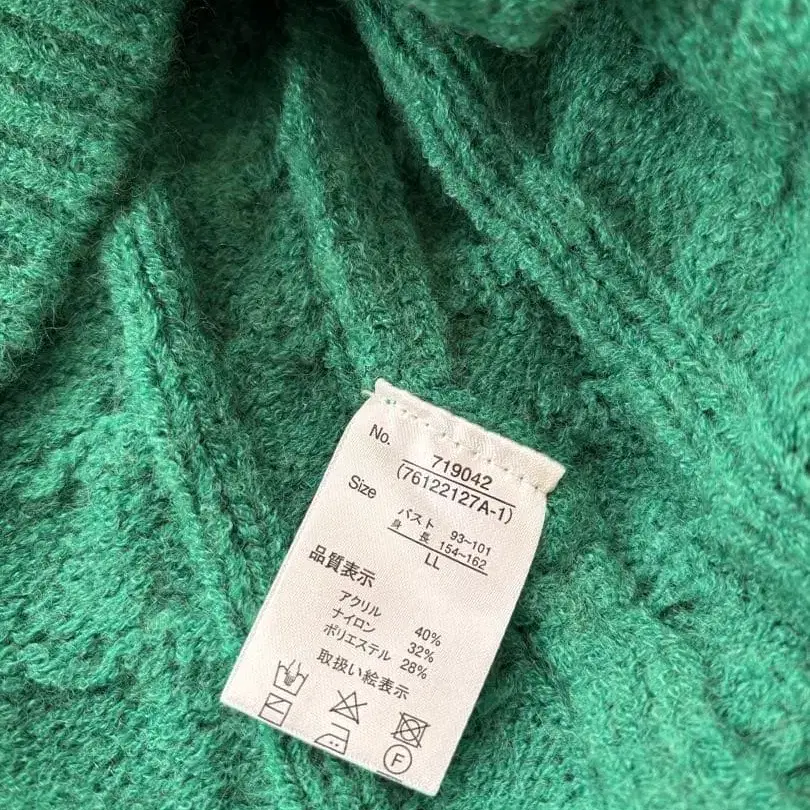 No. 719042
(76122127A-1)
Size
バスト 93~101
身長 154~162
LL
品質表示
アクリル 40%
ナイロン 32%
ポリエステル 28%
取扱い絵表示
F